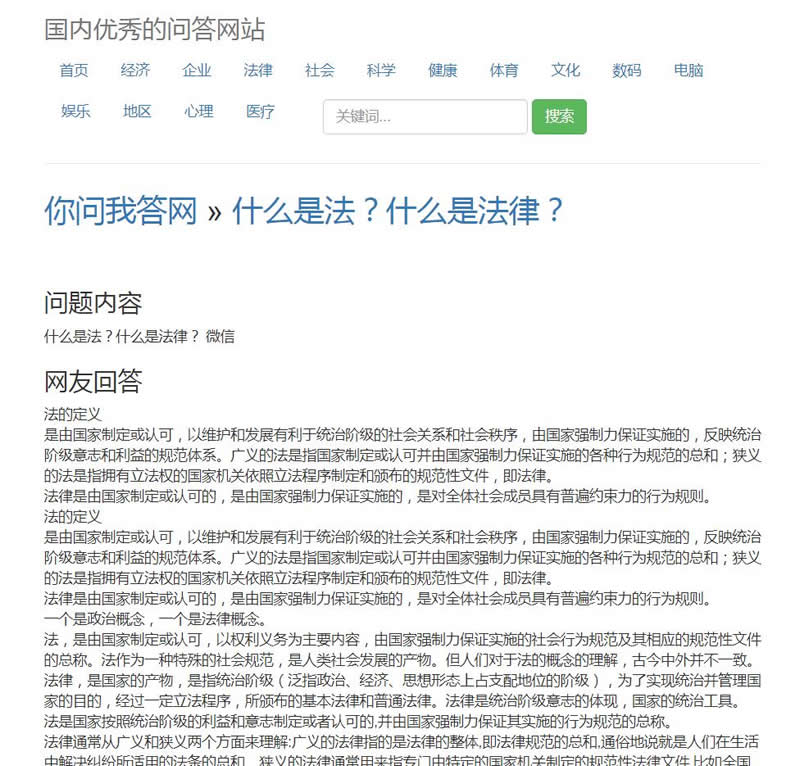 国内优秀的问答网站
首页 经济 企业 法律 社会 科学 健康 体育 文化 数码 电脑
娱乐 地区 心理 医疗 关键词... 搜索
你问我答网 » 什么是法？什么是法律？
问题内容
什么是法？什么是法律？ 微信
网友回答
法的定义
是由国家制定或认可，以维护和发展有利于统治阶级的社会关系和社会秩序，由国家强制力保证实施的，反映统治
阶级意志和利益的规范体系。广义的法是指国家制定或认可并由国家强制力保证实施的各种行为规范的总和；狭义
的法是指拥有立法权的国家机关依照立法程序制定和颁布的规范性文件，即法律。
法律是由国家制定或认可的，是由国家强制力保证实施的，是对全体社会成员具有普遍约束力的行为规则。
法的定义
是由国家制定或认可，以维护和发展有利于统治阶级的社会关系和社会秩序，由国家强制力保证实施的，反映统治
阶级意志和利益的规范体系。广义的法是指国家制定或认可并由国家强制力保证实施的各种行为规范的总和；狭义
的法是指拥有立法权的国家机关依照立法程序制定和颁布的规范性文件，即法律。
法律是由国家制定或认可的，是由国家强制力保证实施的，是对全体社会成员具有普遍约束力的行为规则。
一个是政治概念，一个是法律概念。
法，是由国家制定或认可，以权利义务为主要内容，由国家强制力保证实施的社会行为规范及其相应的规范性文件
的总称。法作为一种特殊的社会规范，是人类社会发展的产物。但人们对于法的概念的理解，古今中外并不一致。
法律，是国家的产物，是指统治阶级（泛指政治、经济、思想形态上占支配地位的阶级），为了实现统治并管理国
家的目的，经过一定立法程序，所颁布的基本法律和普通法律。法律是统治阶级意志的体现，国家的统治工具。
法是国家按照统治阶级的利益和意志制定或者认可的,并由国家强制力保证其实施的行为规范的总称。
法律通常从广义和狭义两个方面来理解:广义的法律指的是法律的整体,即法律规范的总和,通俗地说就是人们在生活
中解决纠纷所适用的法条的总和。狭义的法律通常用来指专门由特定的国家机关制定的规范性法律文件,比如全国